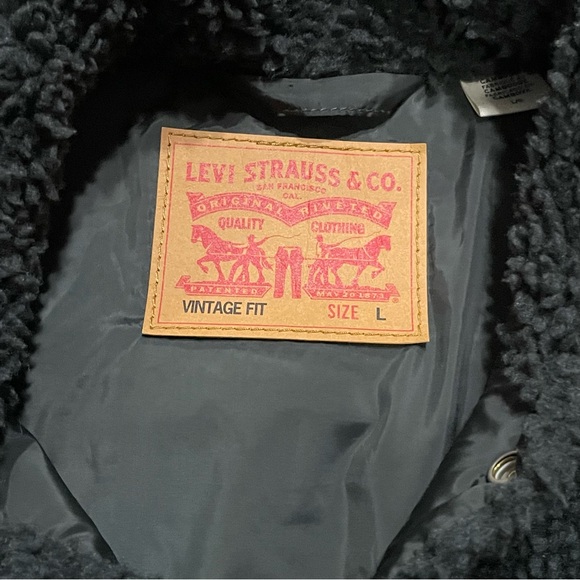 LEVI STRAUSS & CO.
SAN FRANCISCO
CAL.
ORIGINAL RIVETED
QUALITY CLOTHING
PATENTED MAY 20 1873
VINTAGE FIT SIZE L